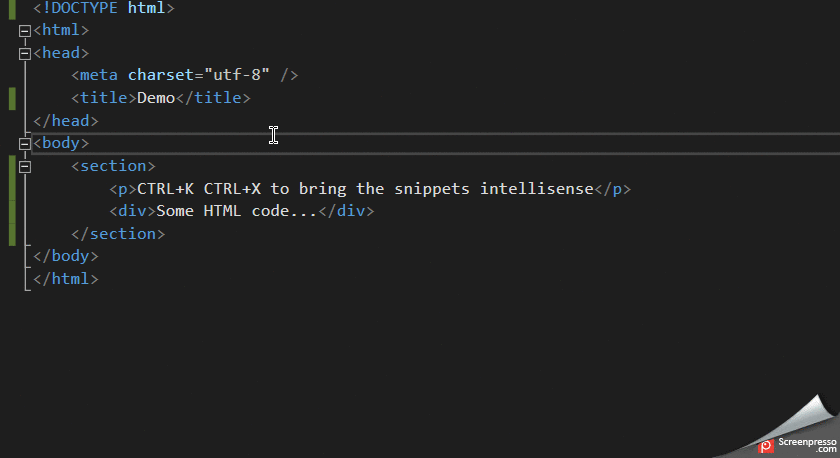 <!DOCTYPE html>
<html>
<head>
<meta charset="utf-8" />
<title>Demo</title>
</head>
<body>
<section>
<p>CTRL+K CTRL+X to bring the snippets intellisense</p>
<div>Some HTML code...</div>
</section>
</body>
</html>
Screenpresso
.com